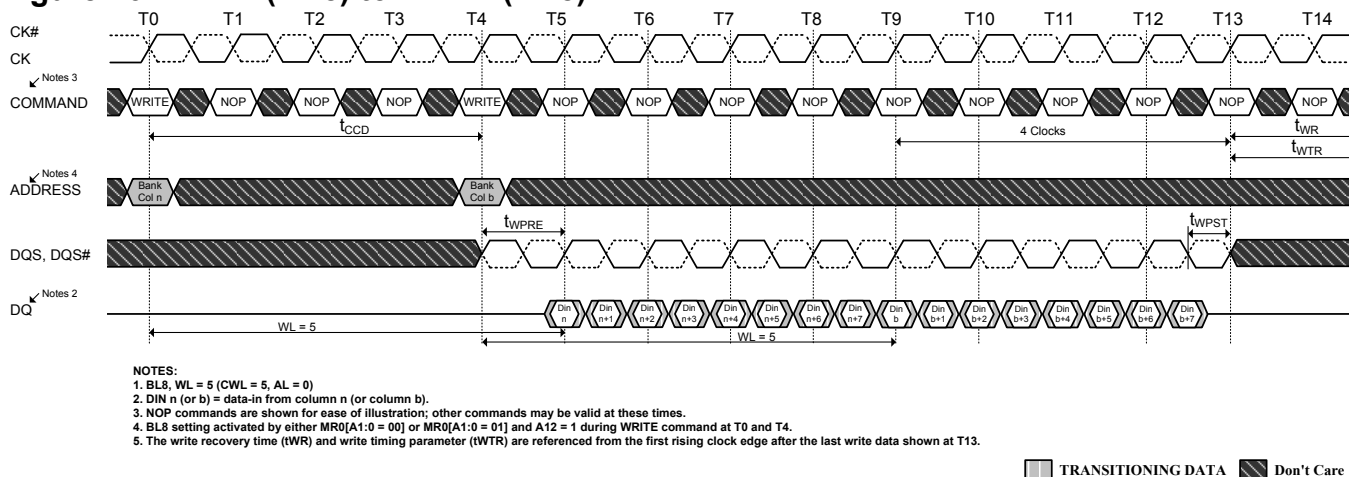 T0 T1 T2 T3 T4 T5 T6 T7 T8 T9 T10 T11 T12 T13 T14
CK#
CK
Notes 3
COMMAND WRITE NOP NOP NOP WRITE NOP NOP NOP NOP NOP NOP NOP NOP NOP NOP
tCCD 4 Clocks tWR
tWTR
Notes 4
ADDRESS Bank Col n Bank Col b
tWPRE tWPST
DQS, DQS#
Notes 2
DQ Din n Din n+1 Din n+2 Din n+3 Din n+4 Din n+5 Din n+6 Din n+7 Din b Din b+1 Din b+2 Din b+3 Din b+4 Din b+5 Din b+6 Din b+7
WL = 5 WL = 5
NOTES:
1. BL8, WL = 5 (CWL = 5, AL = 0)
2. DIN n (or b) = data-in from column n (or column b).
3. NOP commands are shown for ease of illustration; other commands may be valid at these times.
4. BL8 setting activated by either MR0[A1:0 = 00] or MR0[A1:0 = 01] and A12 = 1 during WRITE command at T0 and T4.
5. The write recovery time (tWR) and write timing parameter (tWTR) are referenced from the first rising clock edge after the last write data shown at T13.
TRANSITIONING DATA Don't Care